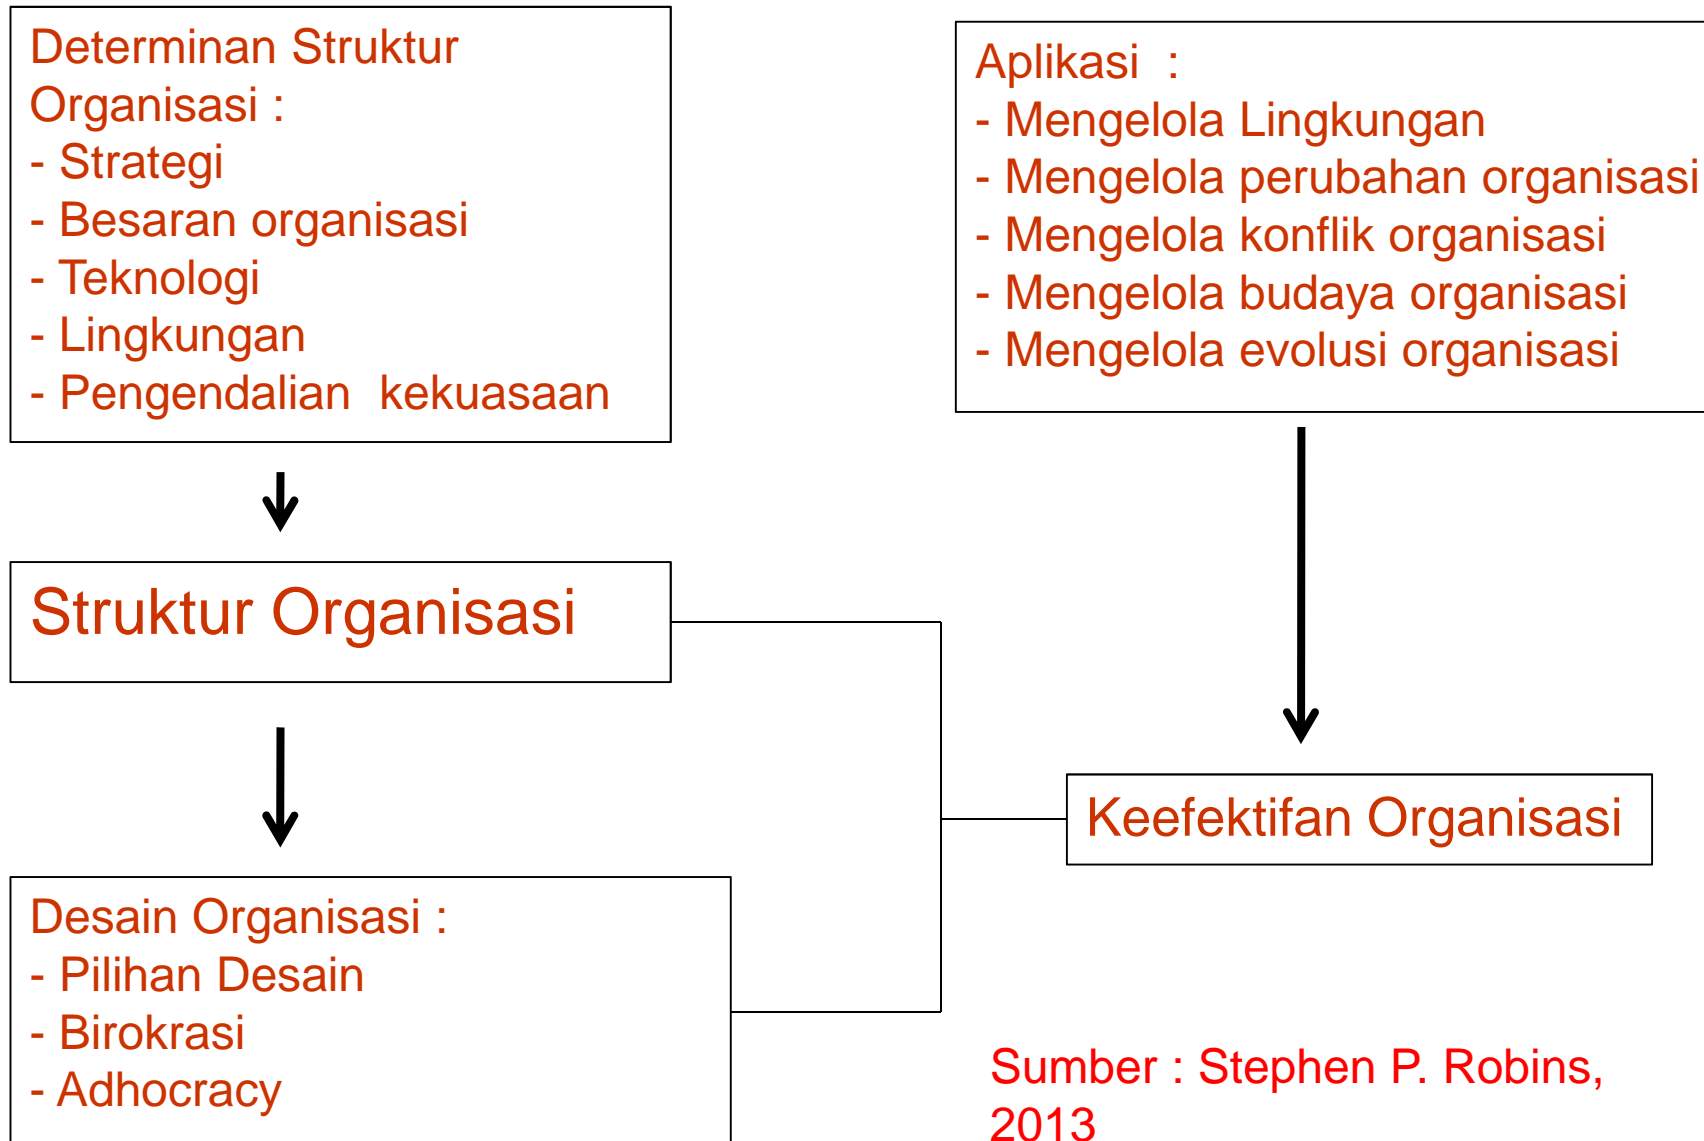 Determinan Struktur
Organisasi :
- Strategi
- Besaran organisasi
- Teknologi
- Lingkungan
- Pengendalian kekuasaan
Aplikasi :
- Mengelola Lingkungan
- Mengelola perubahan organisasi
- Mengelola konflik organisasi
- Mengelola budaya organisasi
- Mengelola evolusi organisasi
Struktur Organisasi
Keefektifan Organisasi
Desain Organisasi :
- Pilihan Desain
- Birokrasi
- Adhocracy
Sumber : Stephen P. Robins,
2013